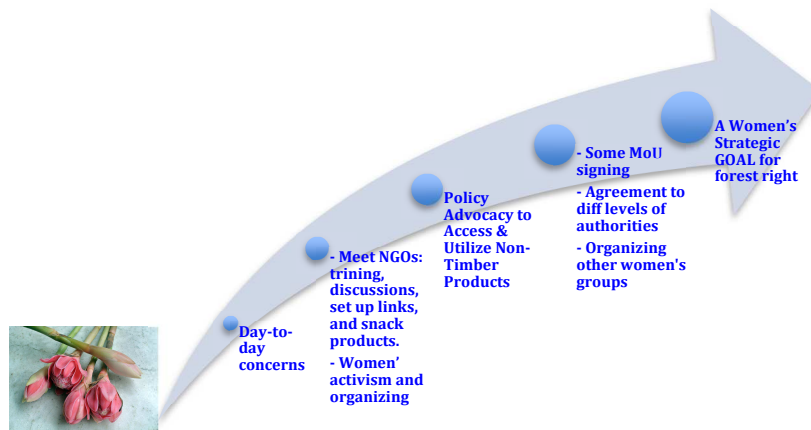 Day-to-
day
concerns
- Meet NGOs:
trining,
discussions,
set up links,
and snack
products.
- Women’
activism and
organizing
Policy
Advocacy to
Access &
Utilize Non-
Timber
Products
- Some MoU
signing
- Agreement to
diff levels of
authorities
- Organizing
other women's
groups
A Women’s
Strategic
GOAL for
forest right